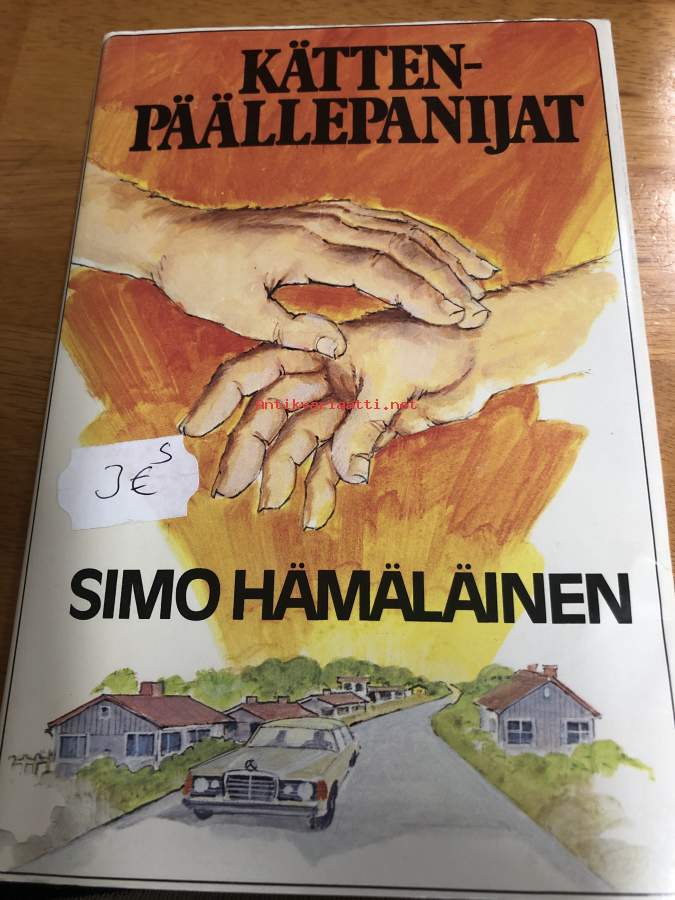 KÄTTEN-
PÄÄLLEPANIJAT
antikvariaatti.net
3€ S
SIMO HÄMÄLÄINEN